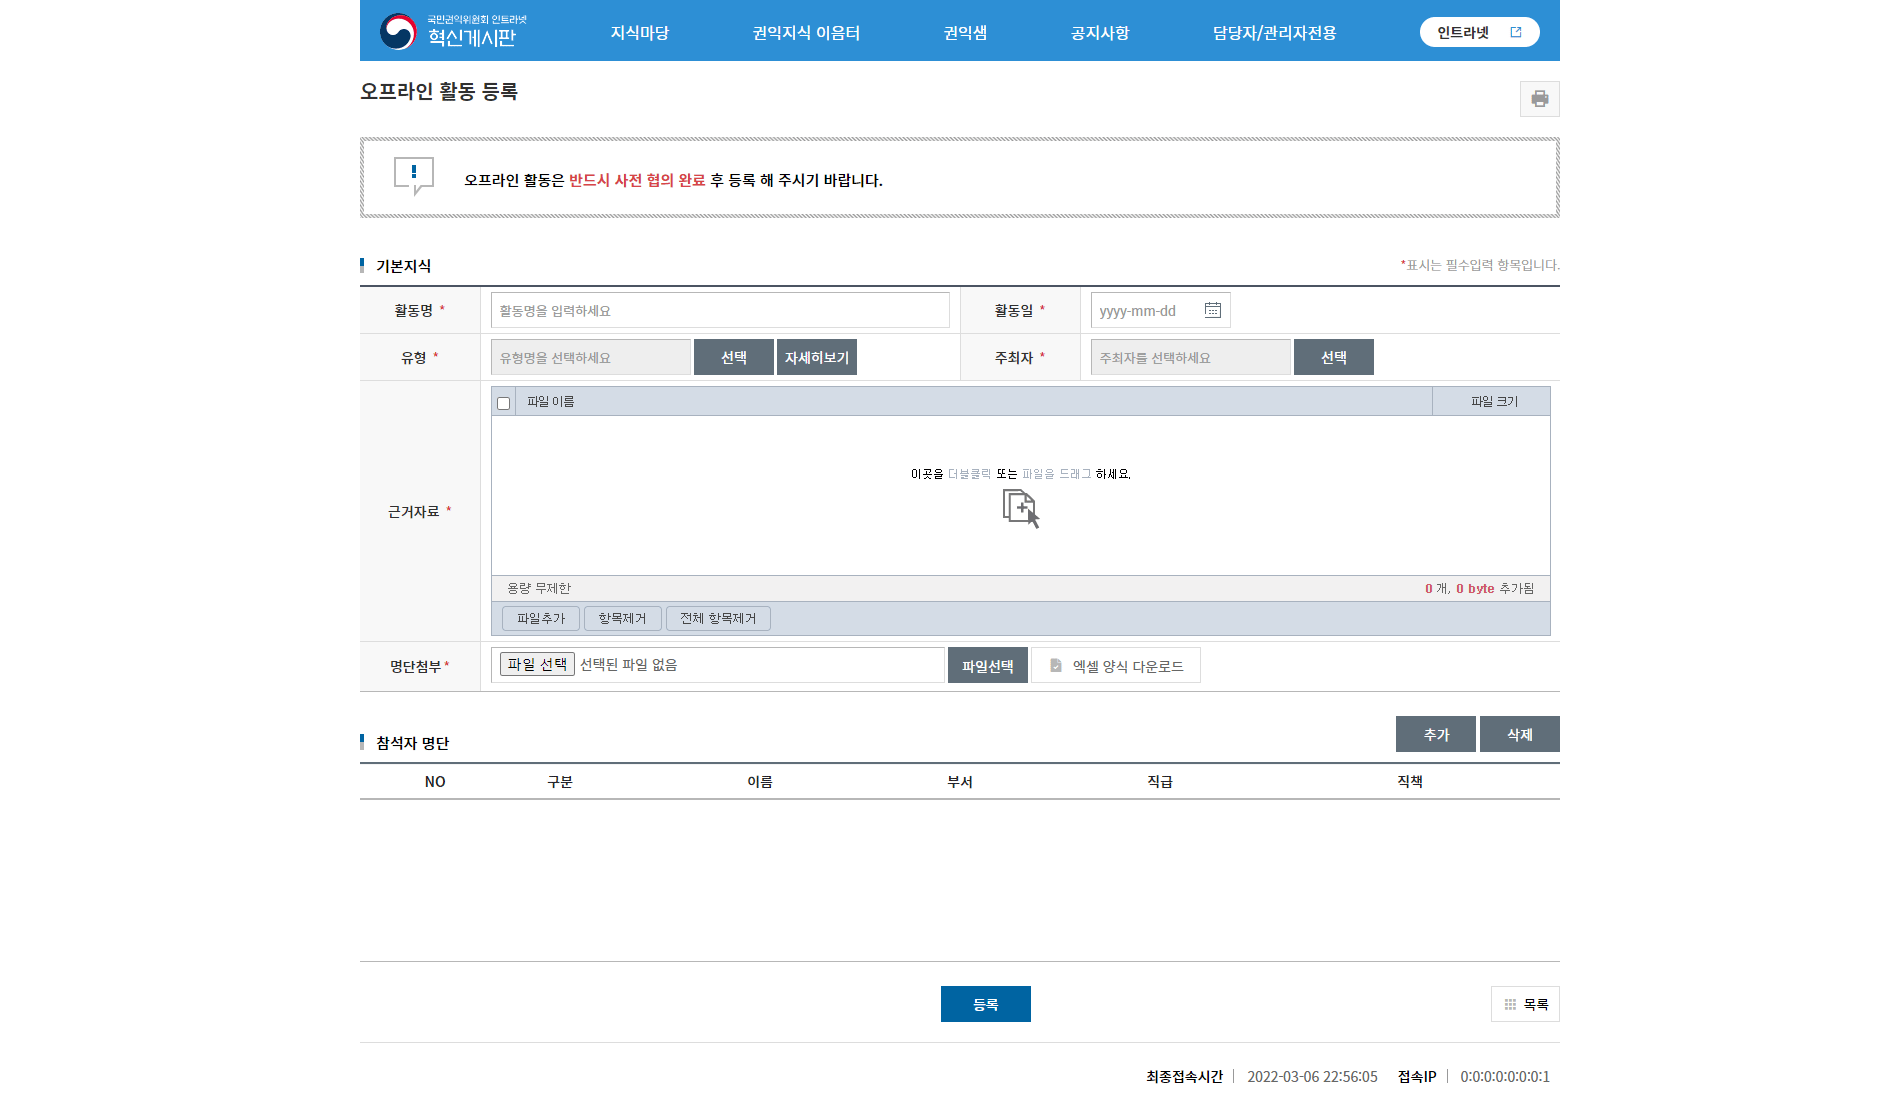 국민권익위원회 인트라넷
혁신게시판
지식마당 권익지식 이음터 권익샘 공지사항 담당자/관리자전용 인트라넷
오프라인 활동 등록
오프라인 활동은 반드시 사전 협의 완료 후 등록 해 주시기 바랍니다.
기본지식 *표시는 필수입력 항목입니다.
활동명 * 활동명을 입력하세요 활동일 * yyyy-mm-dd
유형 * 유형명을 선택하세요 선택 자세히보기 주최자 * 주최자를 선택하세요 선택
파일 이름 파일 크기
이곳을 더블클릭 또는 파일을 드래그 하세요.
근거자료 *
용량 무제한 0 개, 0 byte 추가됨
파일추가 항목제거 전체 항목제거
명단첨부 * 파일 선택 선택된 파일 없음 파일선택 엑셀 양식 다운로드
참석자 명단 추가 삭제
NO 구분 이름 부서 직급 직책
등록 목록
최종접속시간 2022-03-06 22:56:05 접속IP 0:0:0:0:0:0:0:1